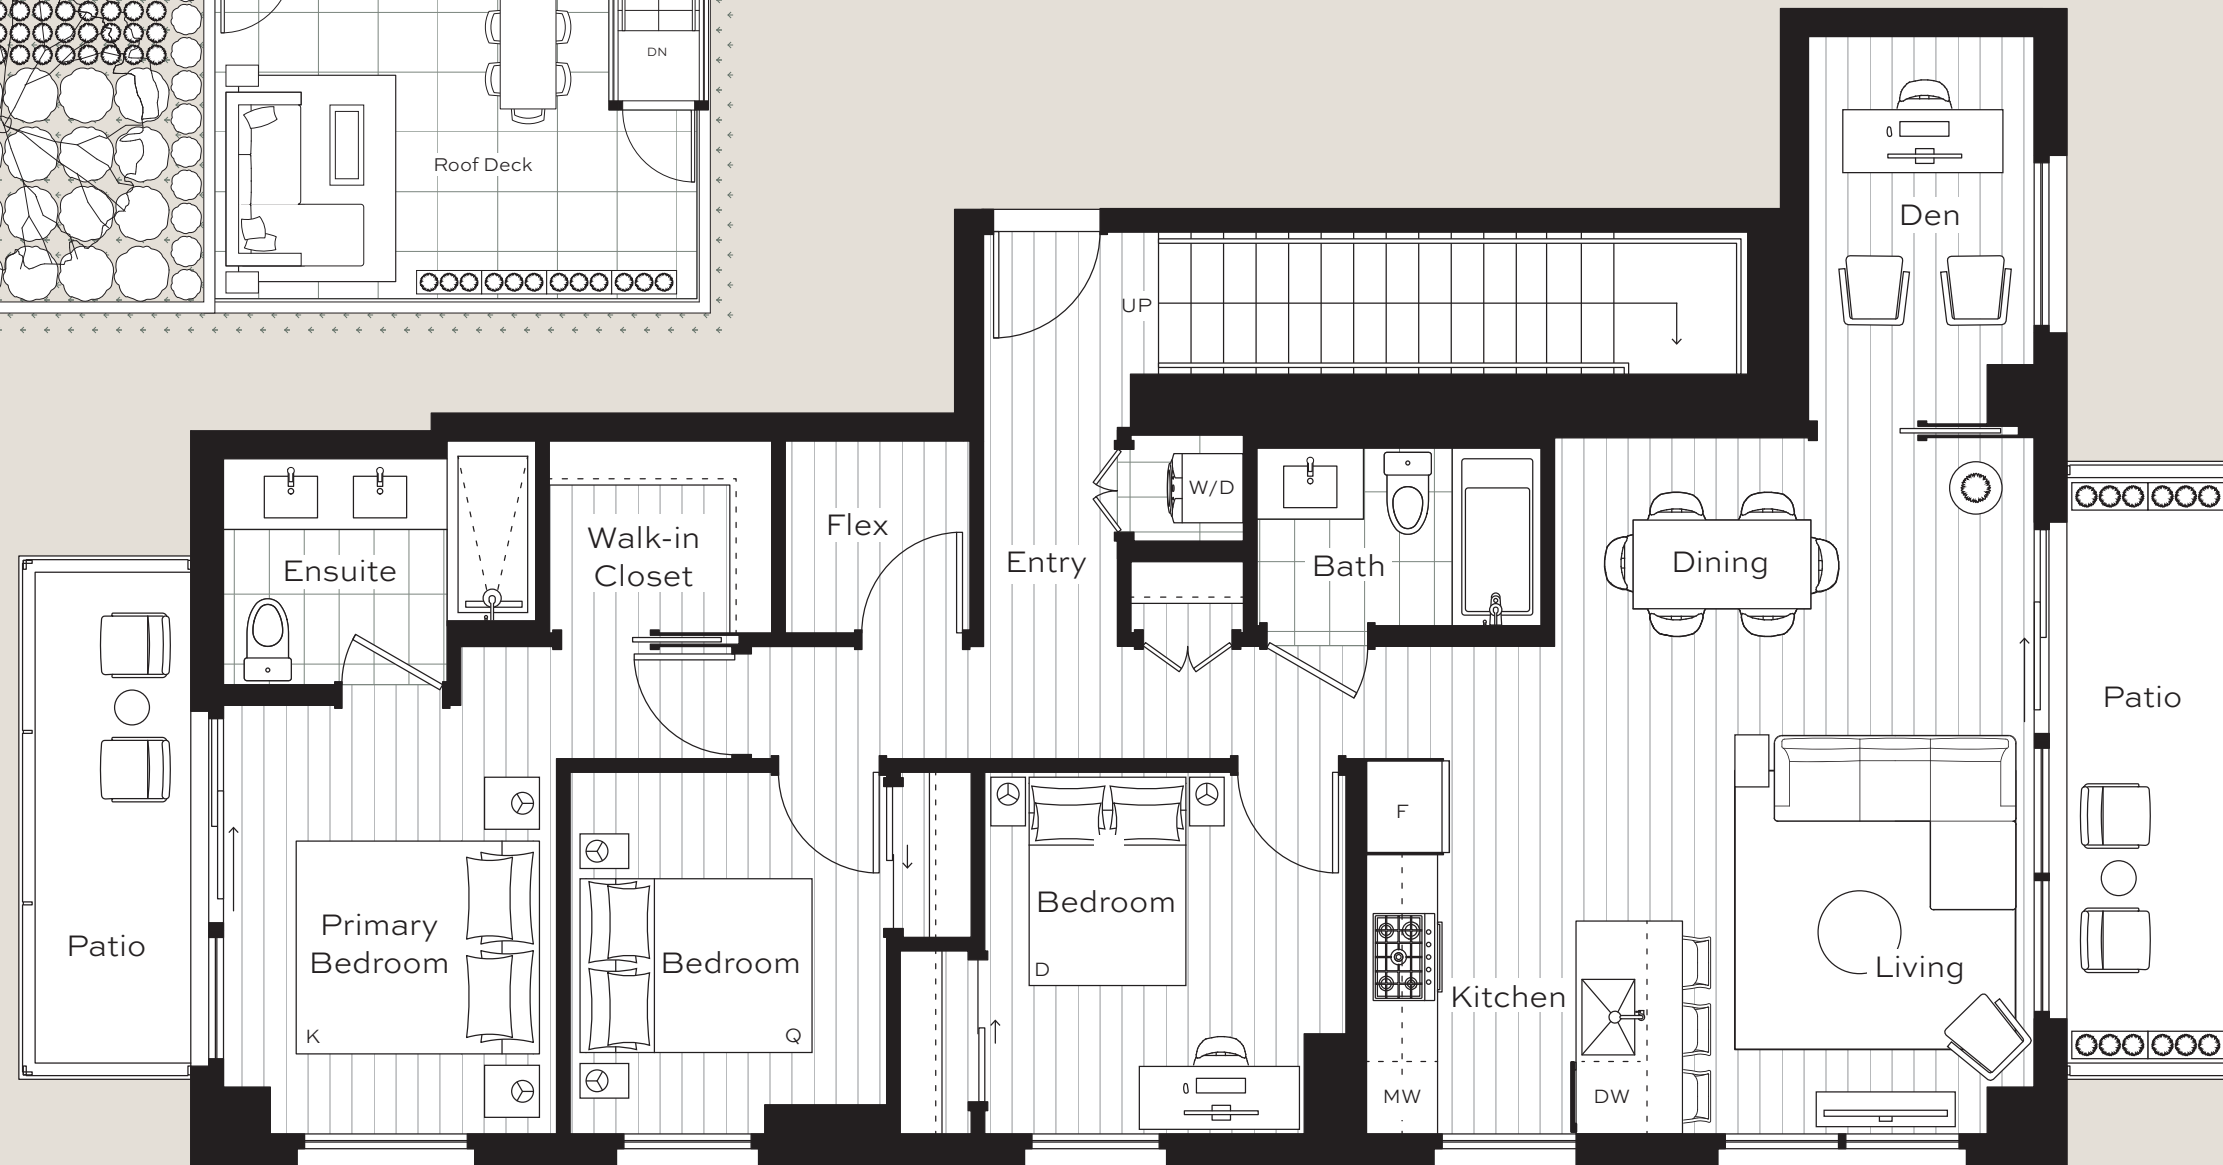 DN
Roof Deck
Den
UP
W/D
Flex
Walk-in
Closet
Entry
Bath
Dining
Ensuite
Patio
F
Bedroom
Primary
Bedroom
Patio
Bedroom
D
Living
Kitchen
K
Q
MW
DW